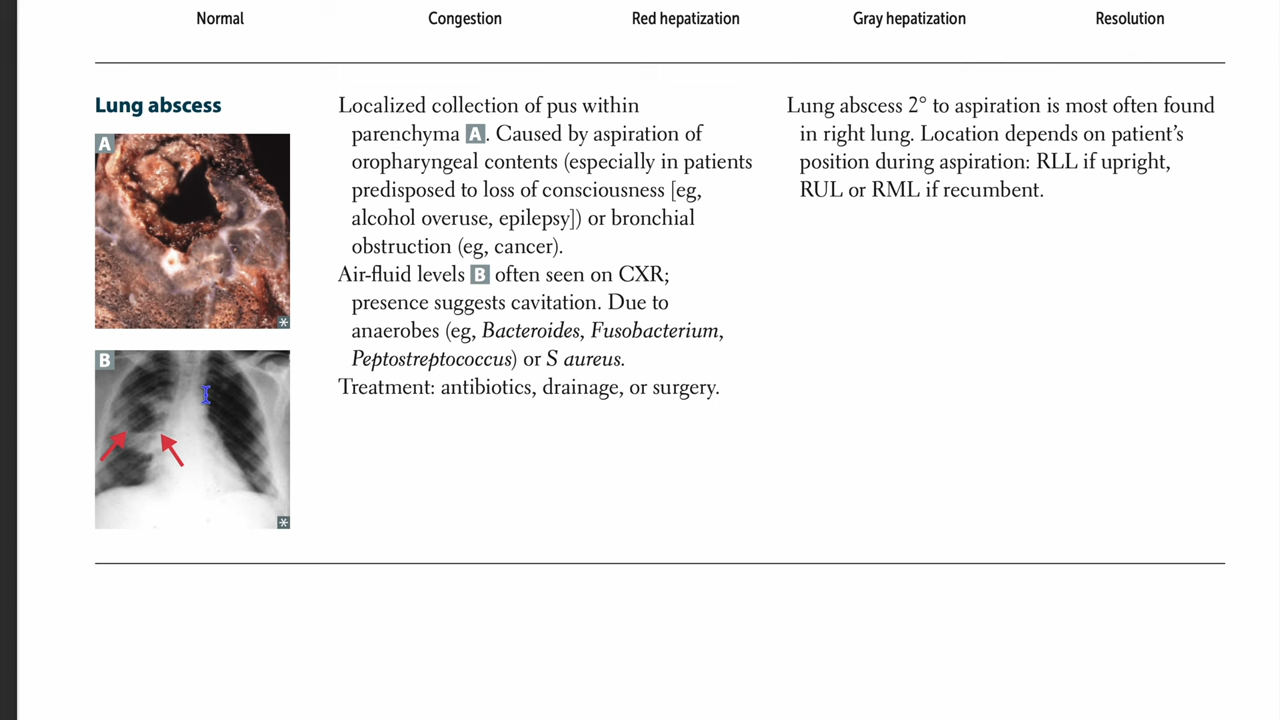 Normal Congestion Red hepatization Gray hepatization Resolution
Lung abscess
A
*
B
*
Localized collection of pus within
parenchyma A. Caused by aspiration of
oropharyngeal contents (especially in patients
predisposed to loss of consciousness [eg,
alcohol overuse, epilepsy]) or bronchial
obstruction (eg, cancer).
Air-fluid levels B often seen on CXR;
presence suggests cavitation. Due to
anaerobes (eg, Bacteroides, Fusobacterium,
Peptostreptococcus) or S aureus.
Treatment: antibiotics, drainage, or surgery.
Lung abscess 2° to aspiration is most often found
in right lung. Location depends on patient’s
position during aspiration: RLL if upright,
RUL or RML if recumbent.